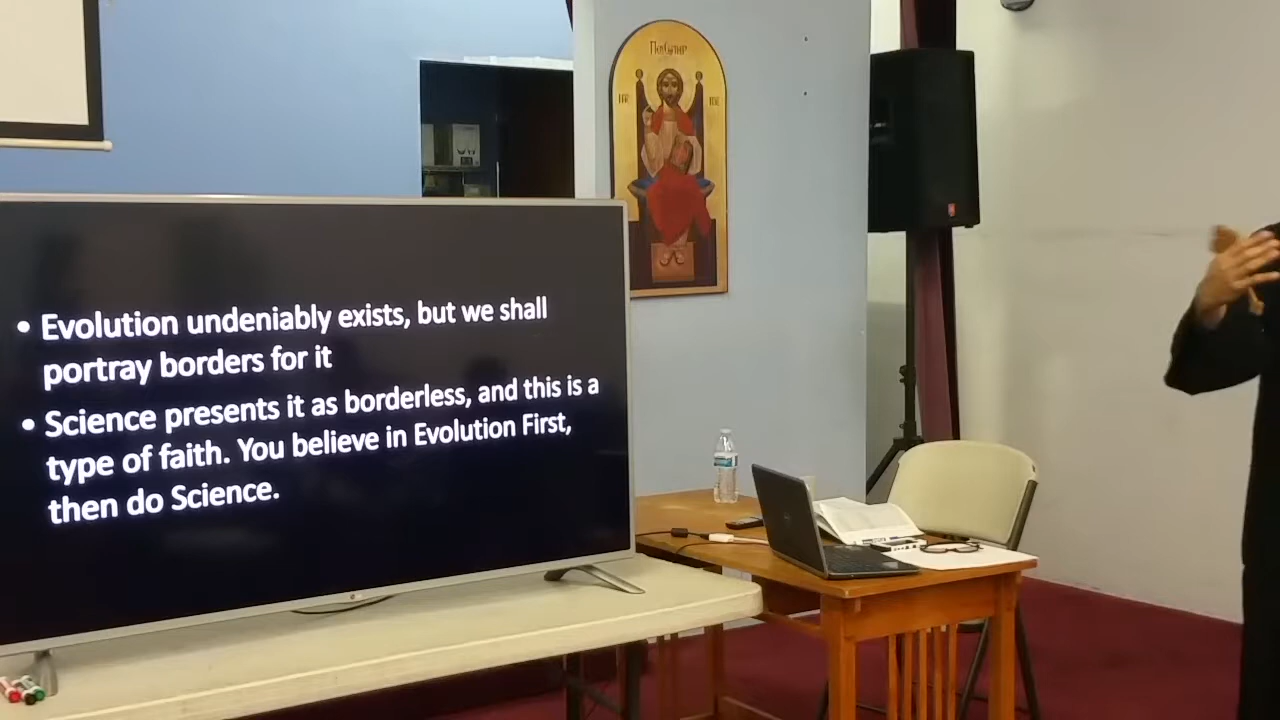 Ⲡⲓⲥⲱⲧⲏⲣ
• Evolution undeniably exists, but we shall
portray borders for it
• Science presents it as borderless, and this is a
type of faith. You believe in Evolution First,
then do Science.